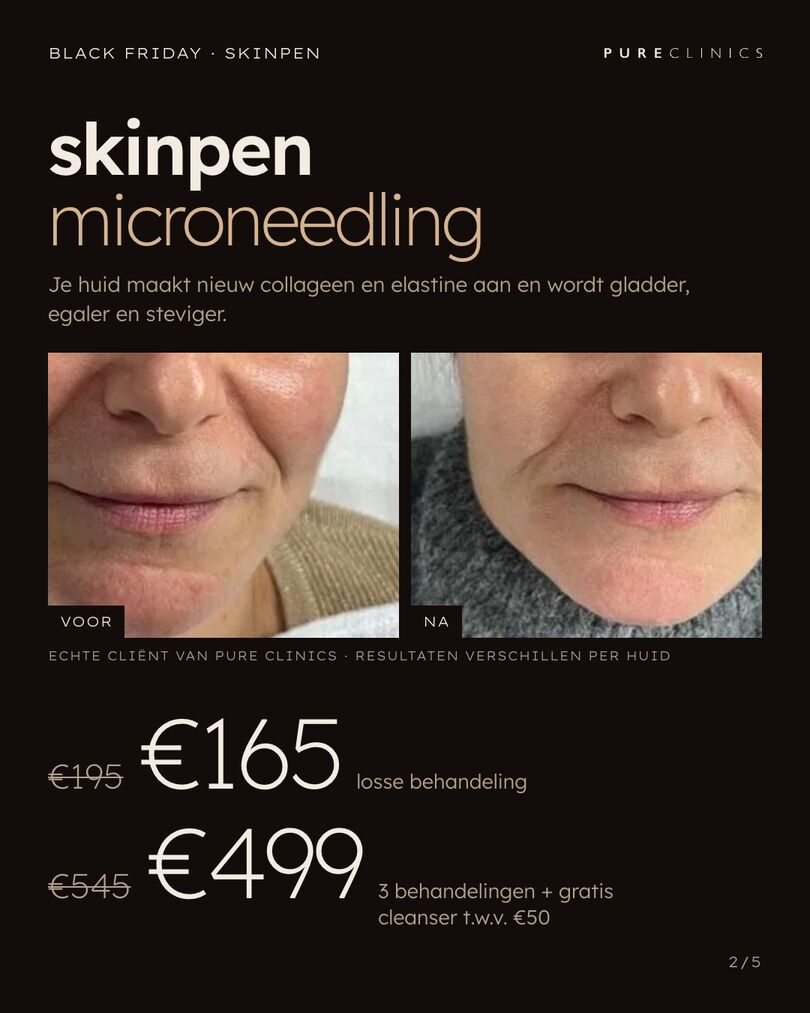 BLACK FRIDAY · SKINPEN
PURECLINICS
skinpen
microneedling
Je huid maakt nieuw collageen en elastine aan en wordt gladder,
egaler en steviger.
VOOR
NA
ECHTE CLIËNT VAN PURE CLINICS · RESULTATEN VERSCHILLEN PER HUID
€195 €165 losse behandeling
€545 €499 3 behandelingen + gratis
cleanser t.w.v. €50
2/5